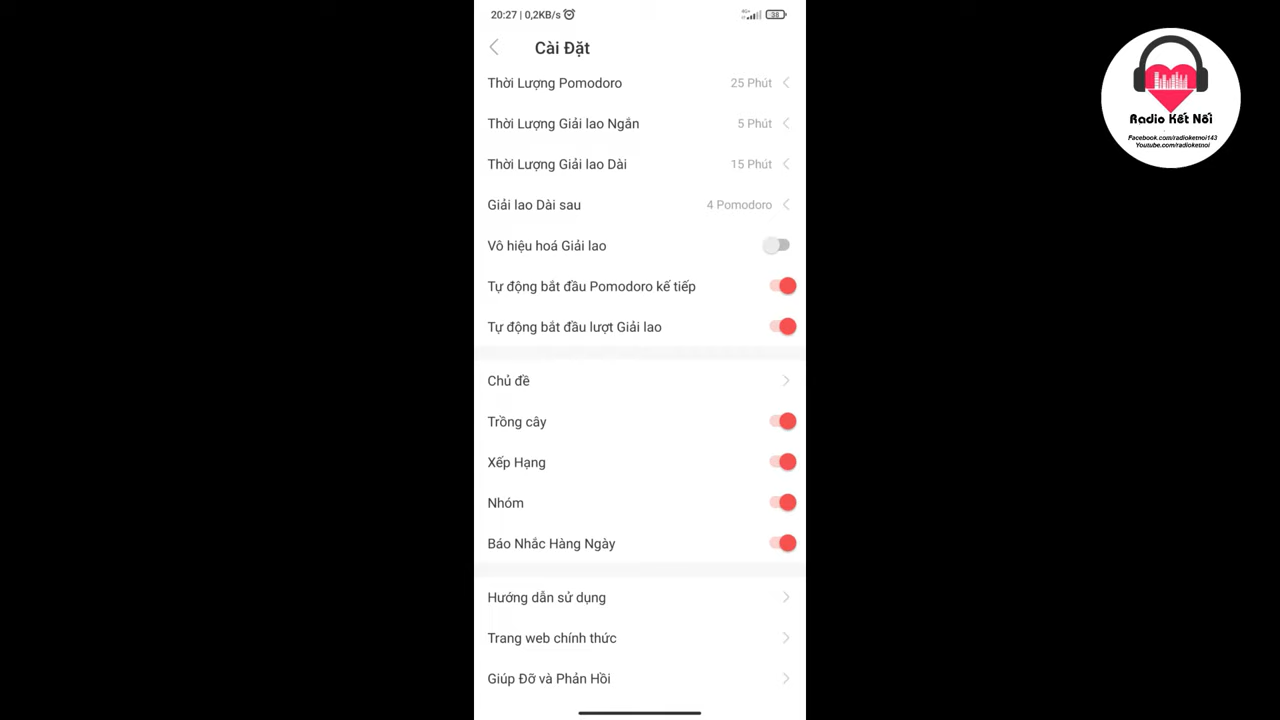 20:27 | 0,2KB/s
38
Cài Đặt
Thời Lượng Pomodoro 25 Phút
Thời Lượng Giải lao Ngắn 5 Phút
Thời Lượng Giải lao Dài 15 Phút
Giải lao Dài sau 4 Pomodoro
Vô hiệu hoá Giải lao
Tự động bắt đầu Pomodoro kế tiếp
Tự động bắt đầu lượt Giải lao
Chủ đề
Trồng cây
Xếp Hạng
Nhóm
Báo Nhắc Hàng Ngày
Hướng dẫn sử dụng
Trang web chính thức
Giúp Đỡ và Phản Hồi
Radio Kết Nối
Facebook.com/radioketnoi143
Youtube.com/radioketnoi